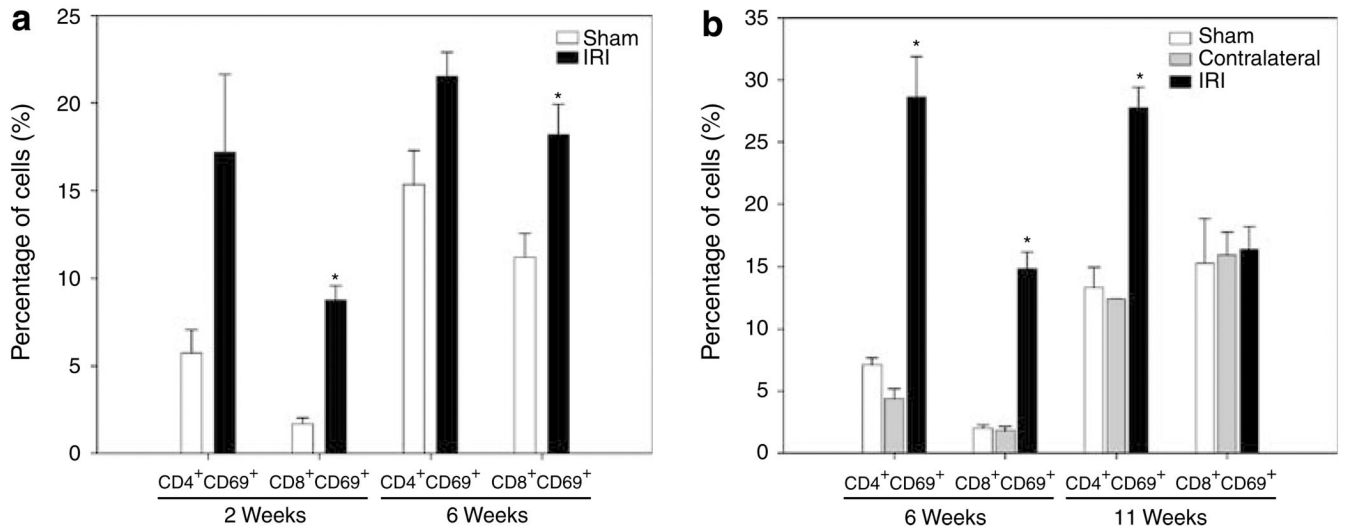 a
25
20
15
10
5
0
Percentage of cells (%)
Sham
IRI
*
*
CD4⁺CD69⁺ CD8⁺CD69⁺ CD4⁺CD69⁺ CD8⁺CD69⁺
2 Weeks 6 Weeks
b
35
30
25
20
15
10
5
0
Percentage of cells (%)
Sham
Contralateral
IRI
*
*
*
CD4⁺CD69⁺ CD8⁺CD69⁺ CD4⁺CD69⁺ CD8⁺CD69⁺
6 Weeks 11 Weeks